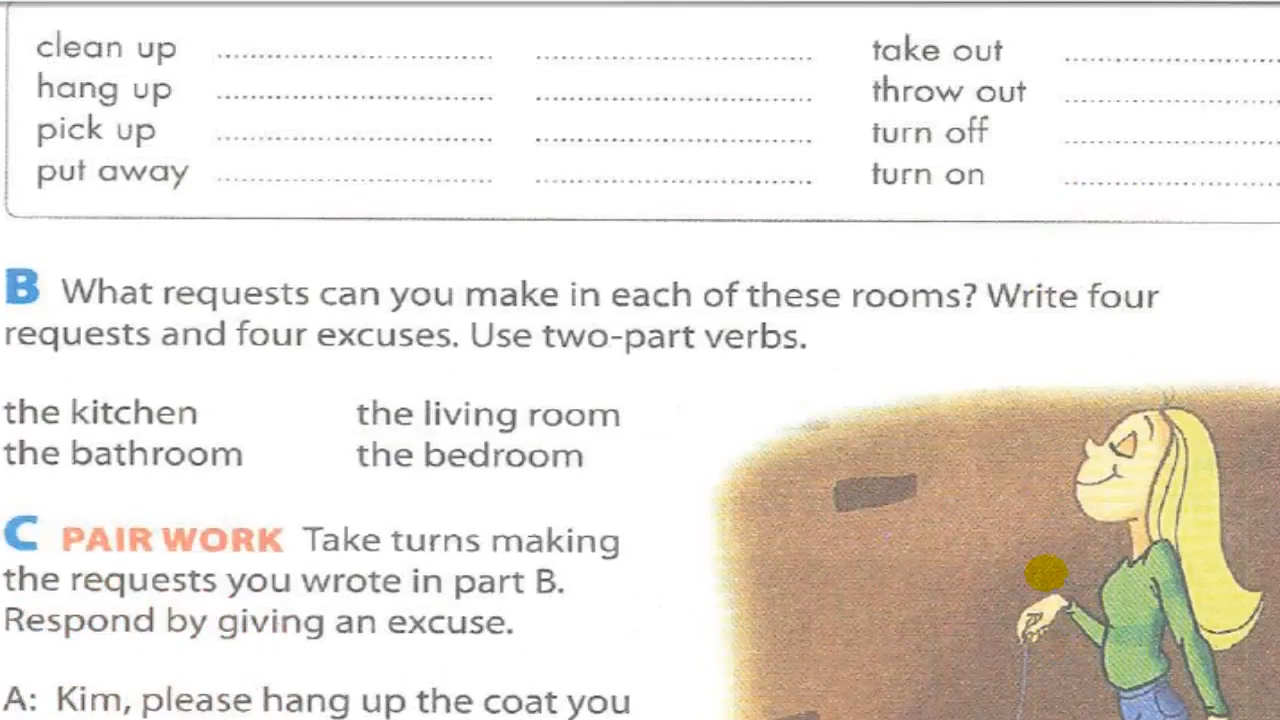 clean up take out
hang up throw out
pick up turn off
put away turn on
B What requests can you make in each of these rooms? Write four
requests and four excuses. Use two-part verbs.
the kitchen the living room
the bathroom the bedroom
C PAIR WORK Take turns making
the requests you wrote in part B.
Respond by giving an excuse.
A: Kim, please hang up the coat you